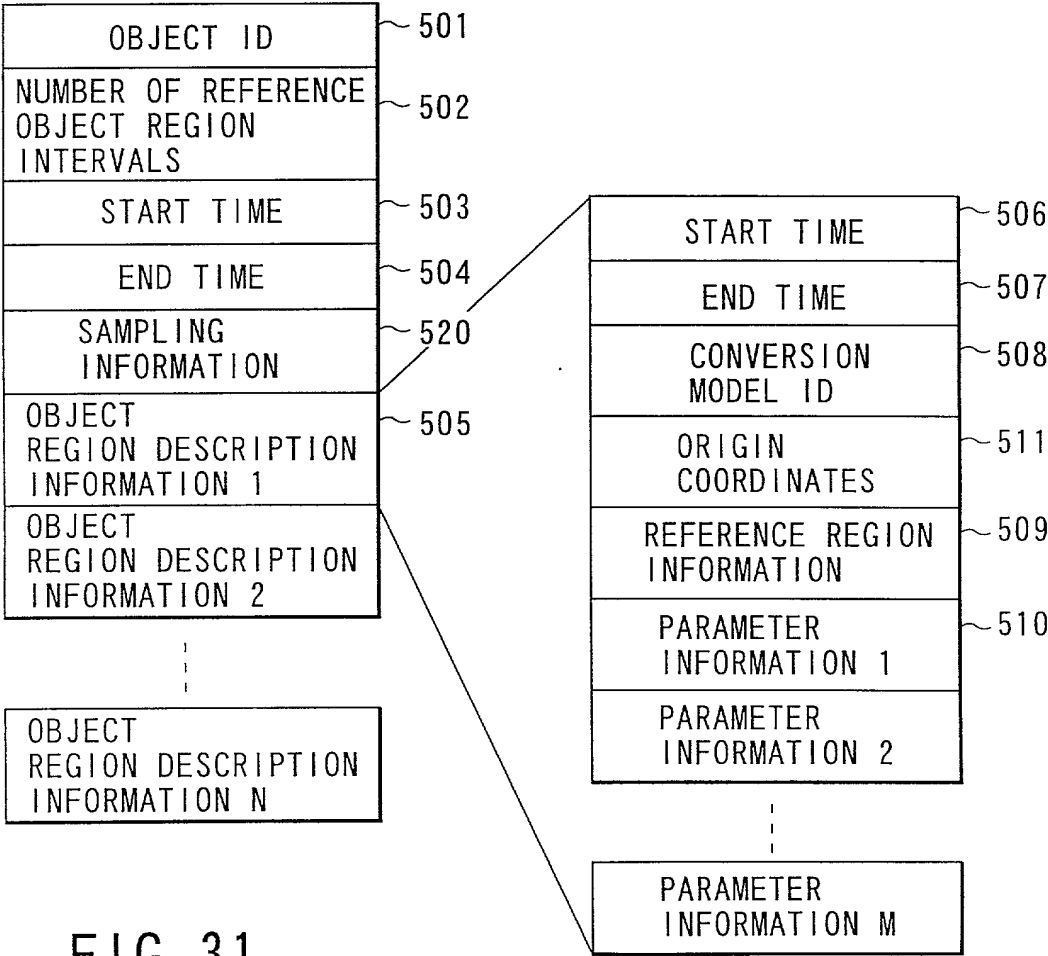 OBJECT ID
501
NUMBER OF REFERENCE
OBJECT REGION
INTERVALS
502
START TIME
503
END TIME
504
SAMPLING
INFORMATION
520
OBJECT
REGION DESCRIPTION
INFORMATION 1
505
OBJECT
REGION DESCRIPTION
INFORMATION 2
OBJECT
REGION DESCRIPTION
INFORMATION N
START TIME
506
END TIME
507
CONVERSION
MODEL ID
508
ORIGIN
COORDINATES
511
REFERENCE REGION
INFORMATION
509
PARAMETER
INFORMATION 1
510
PARAMETER
INFORMATION 2
PARAMETER
INFORMATION M
FIG. 31